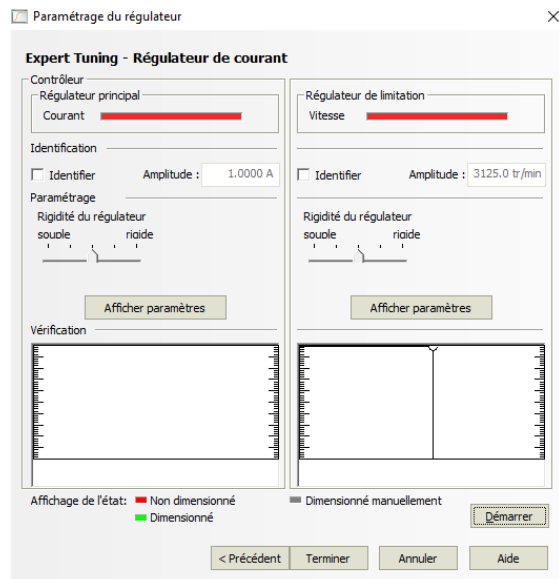 Paramétrage du régulateur
Expert Tuning - Régulateur de courant
Contrôleur
Régulateur principal
Courant
Régulateur de limitation
Vitesse
Identification
Identifier Amplitude : 1.0000 A
Identifier Amplitude : 3125.0 tr/min
Paramétrage
Rigidité du régulateur
souple rigide
Rigidité du régulateur
souple rigide
Afficher paramètres
Afficher paramètres
Vérification
Affichage de l'état: Non dimensionné Dimensionné manuellement
Dimensionné
Démarrer
< Précédent Terminer Annuler Aide